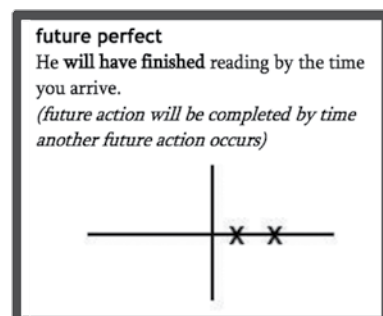 future perfect
He will have finished reading by the time
you arrive.
(future action will be completed by time
another future action occurs)
X X